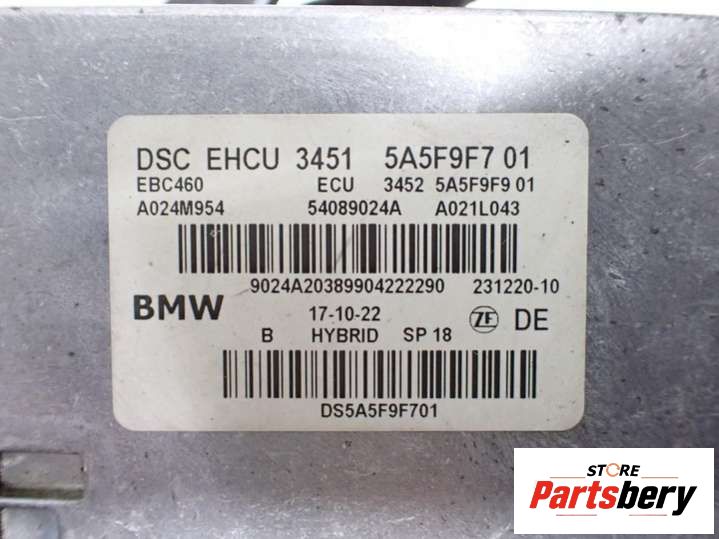 DSC EHCU 3451 5A5F9F7 01
EBC460 ECU 3452 5A5F9F9 01
A024M954 54089024A A021L043
9024A20389904222290 231220-10
BMW 17-10-22 ZF DE
B HYBRID SP 18
DS5A5F9F701
STORE
Partsbery